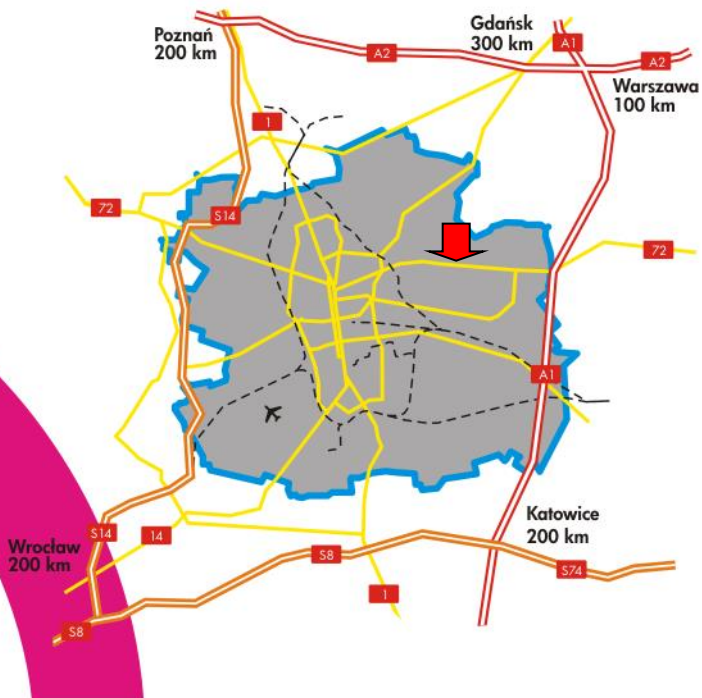 Poznań
200 km
Gdańsk
300 km
A1
A2
A2
Warszawa
100 km
1
72
S14
72
A1
Katowice
200 km
S14
14
Wrocław
200 km
S8
S74
1
S8